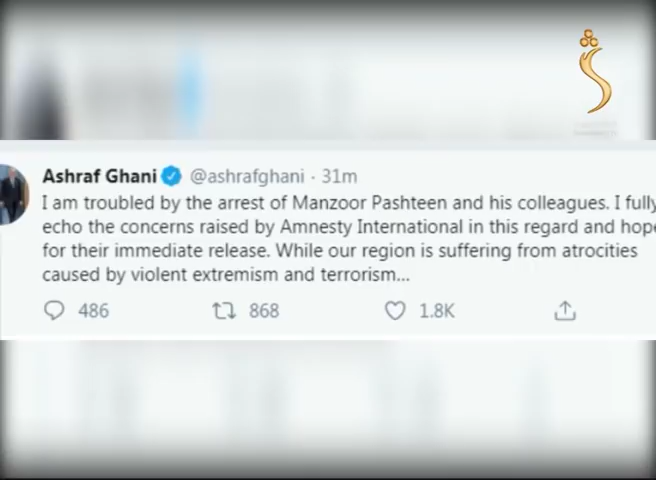 Ashraf Ghani @ashrafghani · 31m
I am troubled by the arrest of Manzoor Pashteen and his colleagues. I fully
echo the concerns raised by Amnesty International in this regard and hope
for their immediate release. While our region is suffering from atrocities
caused by violent extremism and terrorism...
486 868 1.8K